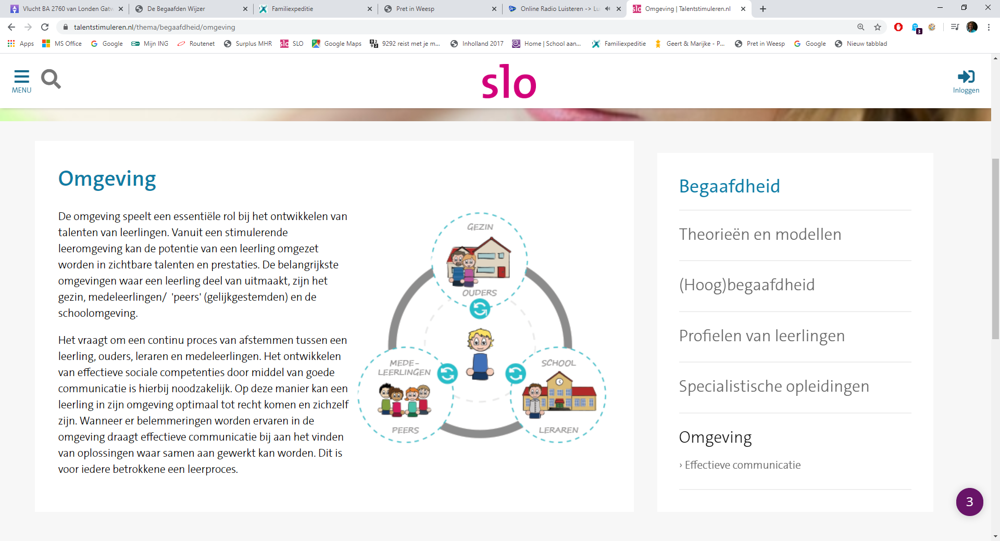 Vlucht BA 2760 van Londen Gatw
De Begaafden Wijzer
Familiexpeditie
Pret in Weesp
Online Radio Luisteren -> Lu
Omgeving | Talentstimuleren.nl
talentstimuleren.nl/thema/begaafdheid/omgeving
3
Apps
MS Office
Google
Mijn ING
Routenet
Surplus MHR
slo SLO
Google Maps
9292 reist met je m...
Inholland 2017
Home | School aan...
Familiexpeditie
Geert & Marijke - P...
Pret in Weesp
Google
Nieuw tabblad
MENU
slo
Inloggen
Omgeving
De omgeving speelt een essentiële rol bij het ontwikkelen van
talenten van leerlingen. Vanuit een stimulerende
leeromgeving kan de potentie van een leerling omgezet
worden in zichtbare talenten en prestaties. De belangrijkste
omgevingen waar een leerling deel van uitmaakt, zijn het
gezin, medeleerlingen/ 'peers' (gelijkgestemden) en de
schoolomgeving.
Het vraagt om een continu proces van afstemmen tussen een
leerling, ouders, leraren en medeleerlingen. Het ontwikkelen
van effectieve sociale competenties door middel van goede
communicatie is hierbij noodzakelijk. Op deze manier kan een
leerling in zijn omgeving optimaal tot recht komen en zichzelf
zijn. Wanneer er belemmeringen worden ervaren in de
omgeving draagt effectieve communicatie bij aan het vinden
van oplossingen waar samen aan gewerkt kan worden. Dit is
voor iedere betrokkene een leerproces.
GEZIN
OUDERS
MEDE-
LEERLINGEN
PEERS
SCHOOL
LERAREN
Begaafdheid
Theorieën en modellen
(Hoog)begaafdheid
Profielen van leerlingen
Specialistische opleidingen
Omgeving
› Effectieve communicatie
3